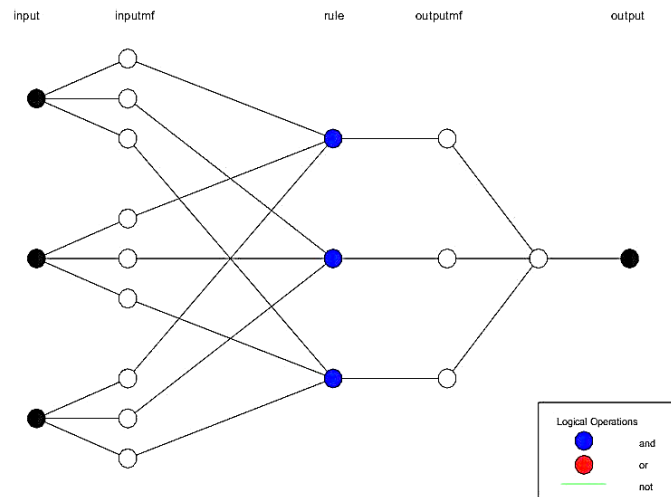 input inputmf rule outputmf output
Logical Operations
and
or
not